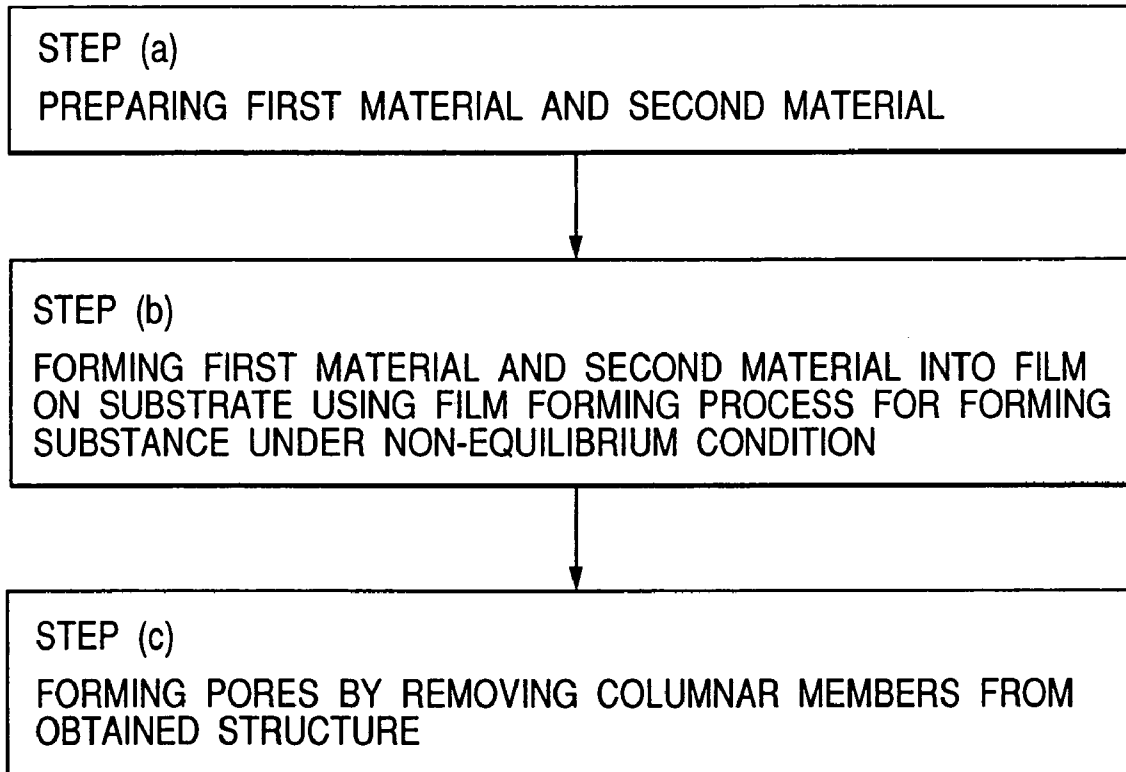 STEP (a)
PREPARING FIRST MATERIAL AND SECOND MATERIAL
STEP (b)
FORMING FIRST MATERIAL AND SECOND MATERIAL INTO FILM
ON SUBSTRATE USING FILM FORMING PROCESS FOR FORMING
SUBSTANCE UNDER NON-EQUILIBRIUM CONDITION
STEP (c)
FORMING PORES BY REMOVING COLUMNAR MEMBERS FROM
OBTAINED STRUCTURE